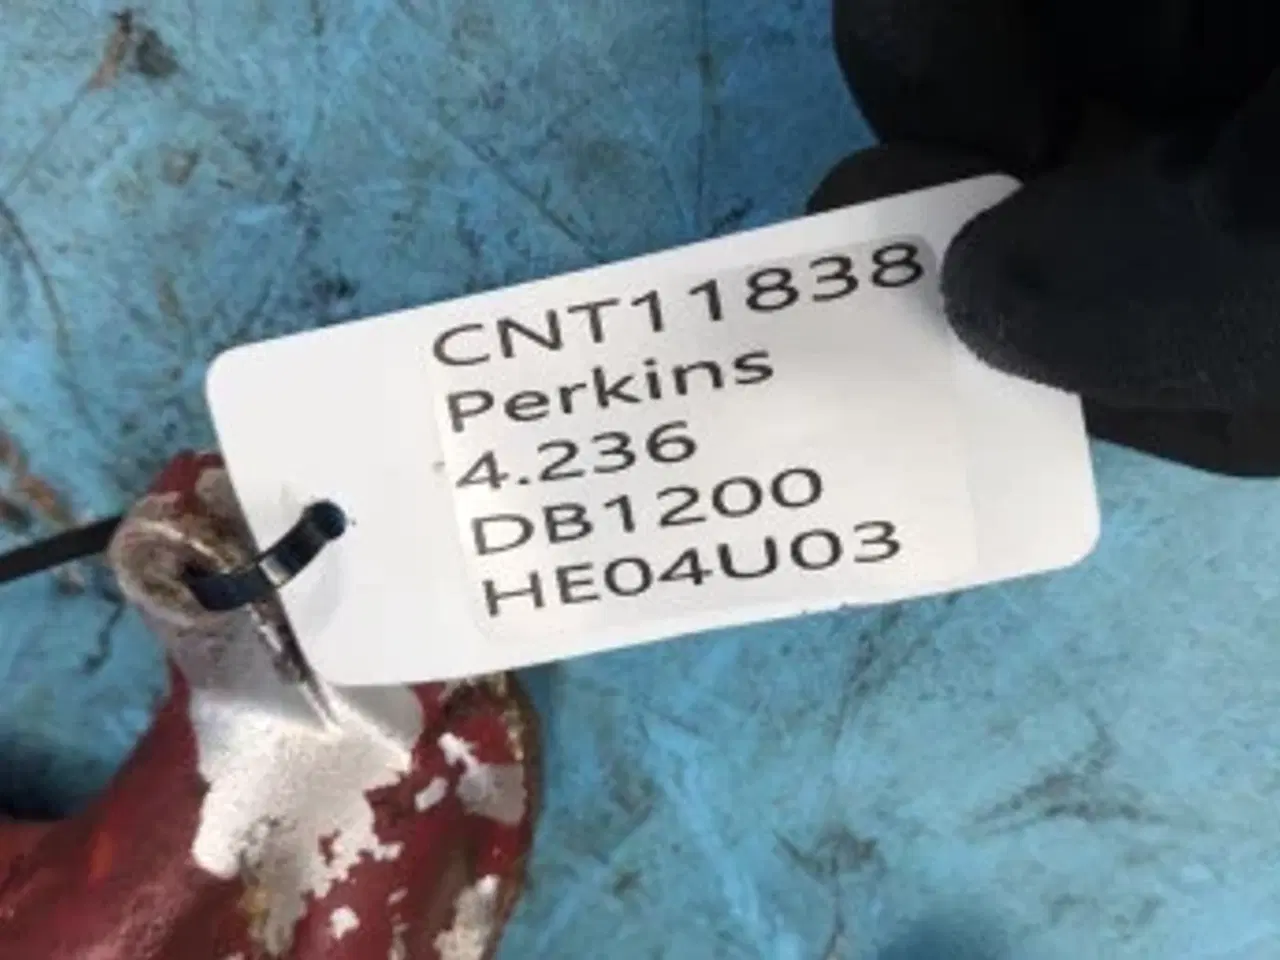 CNT11838
Perkins
4.236
DB1200
HE04U03